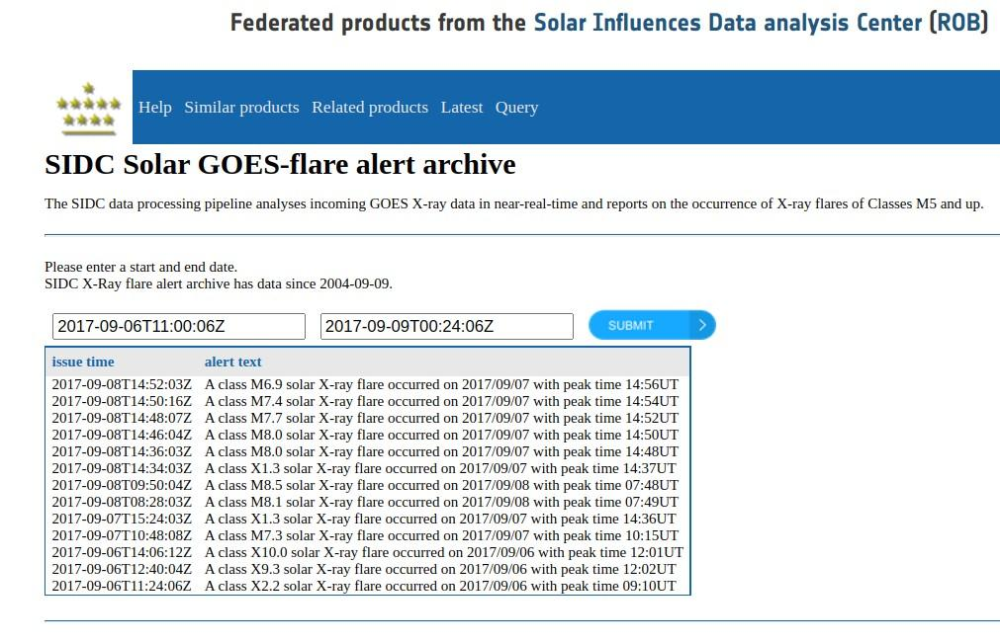 Federated products from the Solar Influences Data analysis Center (ROB)
Help Similar products Related products Latest Query
SIDC Solar GOES-flare alert archive
The SIDC data processing pipeline analyses incoming GOES X-ray data in near-real-time and reports on the occurrence of X-ray flares of Classes M5 and up.
Please enter a start and end date.
SIDC X-Ray flare alert archive has data since 2004-09-09.
2017-09-06T11:00:06Z 2017-09-09T00:24:06Z SUBMIT
issue time alert text
2017-09-08T14:52:03Z A class M6.9 solar X-ray flare occurred on 2017/09/07 with peak time 14:56UT
2017-09-08T14:50:16Z A class M7.4 solar X-ray flare occurred on 2017/09/07 with peak time 14:54UT
2017-09-08T14:48:07Z A class M7.7 solar X-ray flare occurred on 2017/09/07 with peak time 14:52UT
2017-09-08T14:46:04Z A class M8.0 solar X-ray flare occurred on 2017/09/07 with peak time 14:50UT
2017-09-08T14:36:03Z A class M8.0 solar X-ray flare occurred on 2017/09/07 with peak time 14:48UT
2017-09-08T14:34:03Z A class X1.3 solar X-ray flare occurred on 2017/09/07 with peak time 14:37UT
2017-09-08T09:50:04Z A class M8.5 solar X-ray flare occurred on 2017/09/08 with peak time 07:48UT
2017-09-08T08:28:03Z A class M8.1 solar X-ray flare occurred on 2017/09/08 with peak time 07:49UT
2017-09-07T15:24:03Z A class X1.3 solar X-ray flare occurred on 2017/09/07 with peak time 14:36UT
2017-09-07T10:48:08Z A class M7.3 solar X-ray flare occurred on 2017/09/07 with peak time 10:15UT
2017-09-06T14:06:12Z A class X10.0 solar X-ray flare occurred on 2017/09/06 with peak time 12:01UT
2017-09-06T12:40:04Z A class X9.3 solar X-ray flare occurred on 2017/09/06 with peak time 12:02UT
2017-09-06T11:24:06Z A class X2.2 solar X-ray flare occurred on 2017/09/06 with peak time 09:10UT